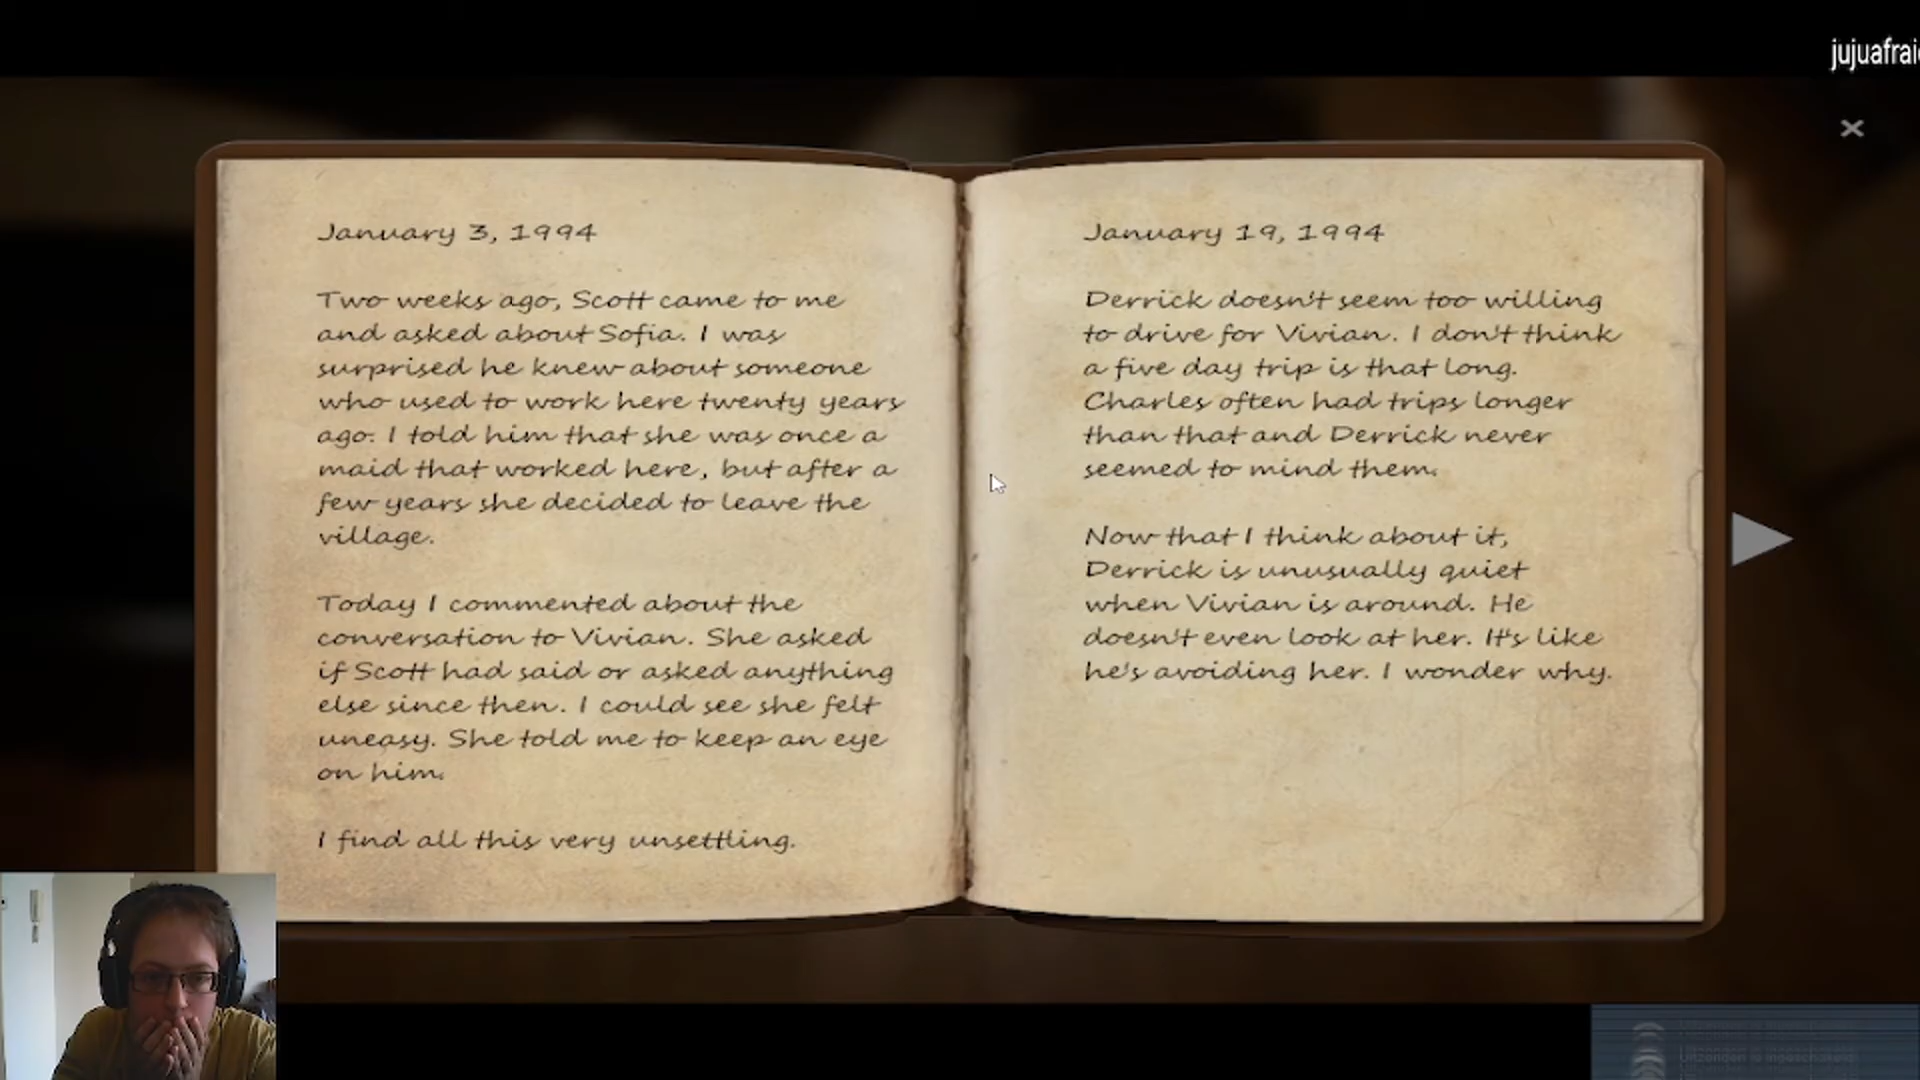 jujuafrai
January 3, 1994
Two weeks ago, Scott came to me
and asked about Sofia. I was
surprised he knew about someone
who used to work here twenty years
ago. I told him that she was once a
maid that worked here, but after a
few years she decided to leave the
village.
Today I commented about the
conversation to Vivian. She asked
if Scott had said or asked anything
else since then. I could see she felt
uneasy. She told me to keep an eye
on him.
I find all this very unsettling.
January 19, 1994
Derrick doesn't seem too willing
to drive for Vivian. I don't think
a five day trip is that long.
Charles often had trips longer
than that and Derrick never
seemed to mind them.
Now that I think about it,
Derrick is unusually quiet
when Vivian is around. He
doesn't even look at her. It's like
he's avoiding her. I wonder why.
Uitzenden is ingeschakeld